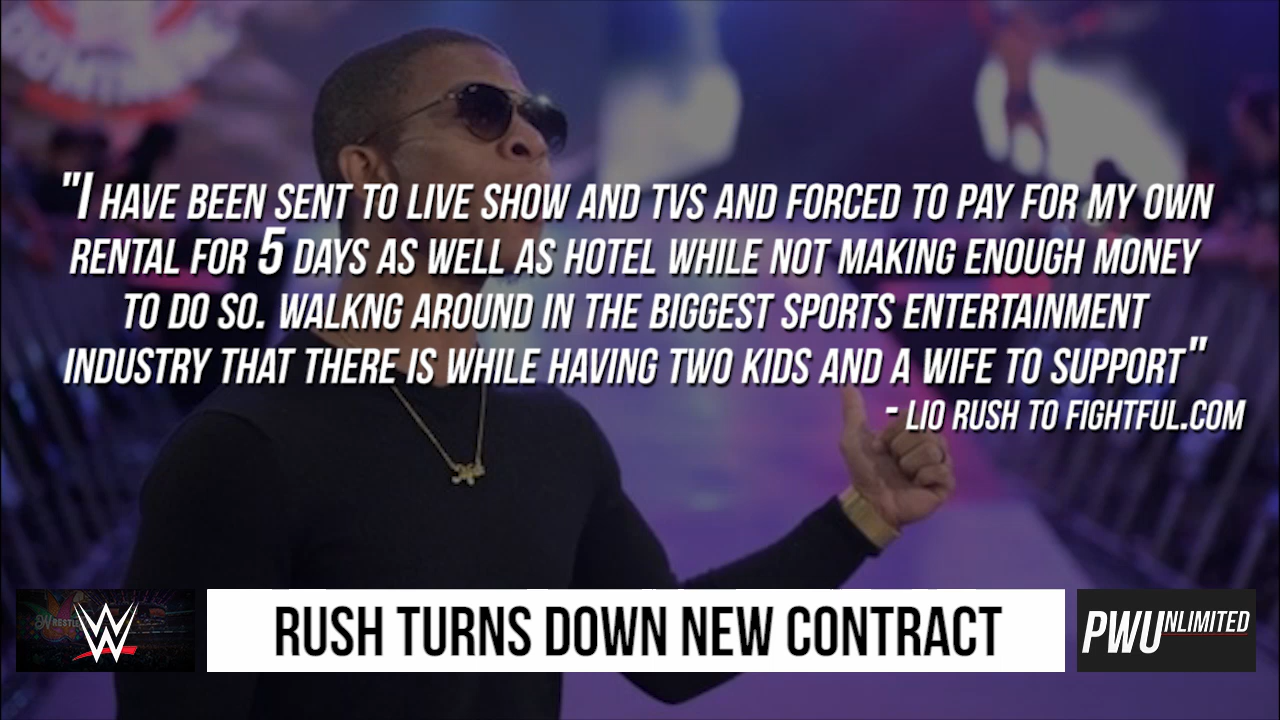 DOMINA
"I HAVE BEEN SENT TO LIVE SHOW AND TVS AND FORCED TO PAY FOR MY OWN
RENTAL FOR 5 DAYS AS WELL AS HOTEL WHILE NOT MAKING ENOUGH MONEY
TO DO SO. WALKNG AROUND IN THE BIGGEST SPORTS ENTERTAINMENT
INDUSTRY THAT THERE IS WHILE HAVING TWO KIDS AND A WIFE TO SUPPORT"
- LIO RUSH TO FIGHTFUL.COM
W
RUSH TURNS DOWN NEW CONTRACT
PWUNLIMITED